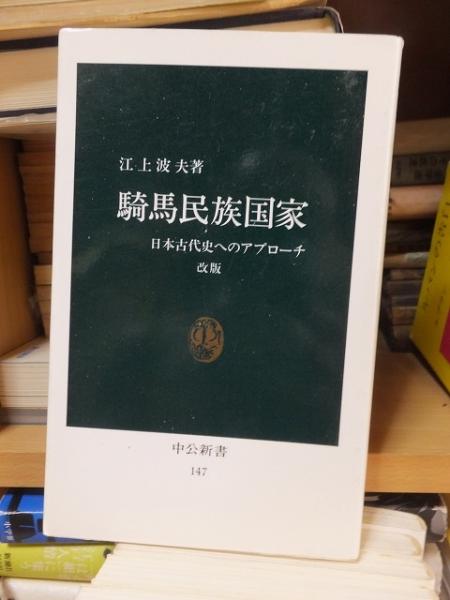 江上波夫著
騎馬民族国家
日本古代史へのアプローチ
改版
中公新書
147